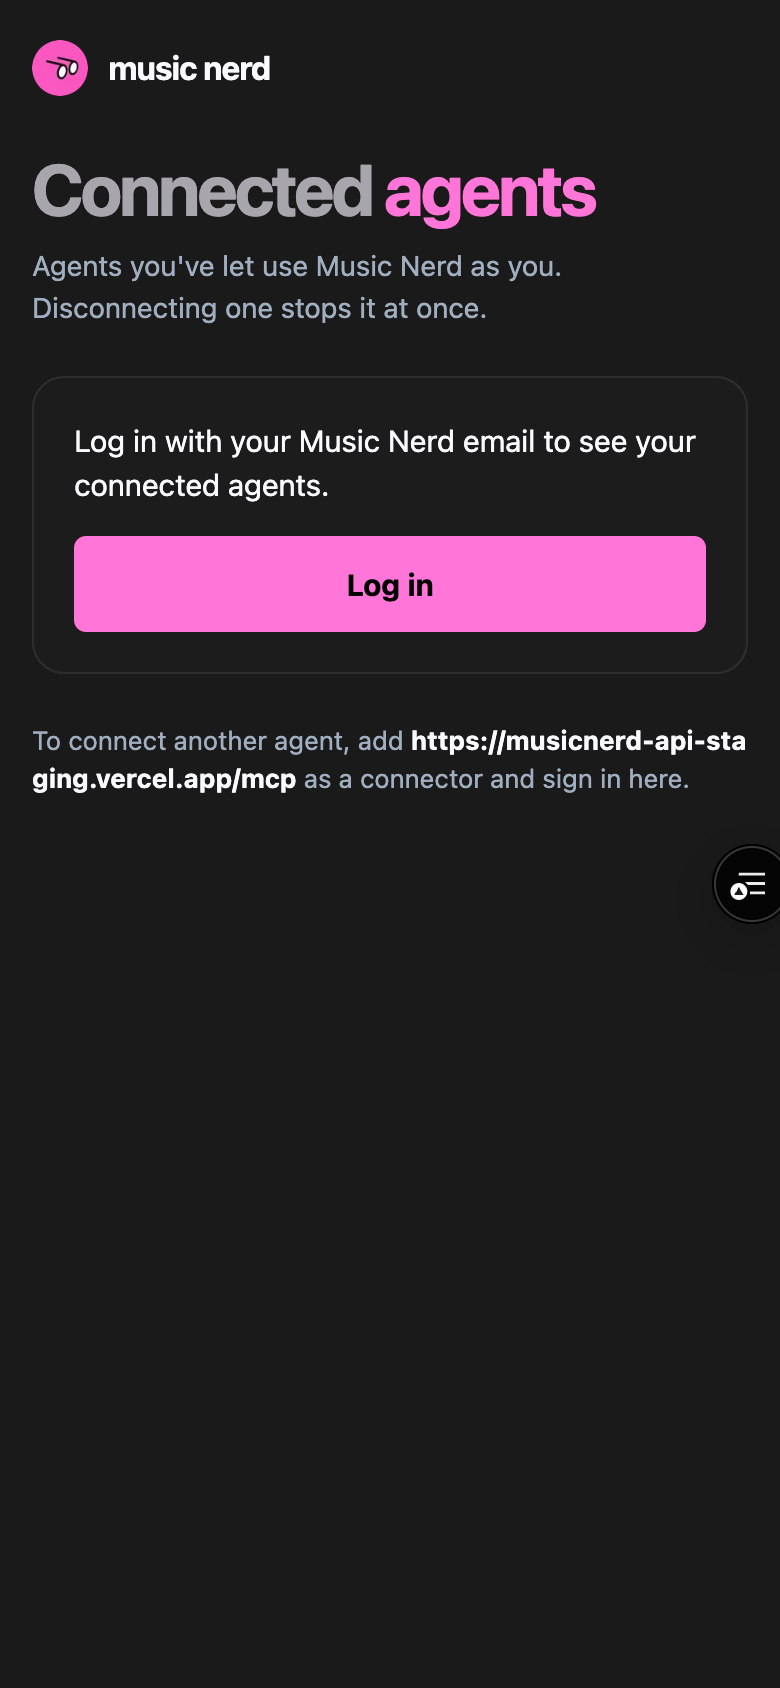 music nerd
Connected agents
Agents you've let use Music Nerd as you.
Disconnecting one stops it at once.
Log in with your Music Nerd email to see your
connected agents.
Log in
To connect another agent, add https://musicnerd-api-sta
ging.vercel.app/mcp as a connector and sign in here.